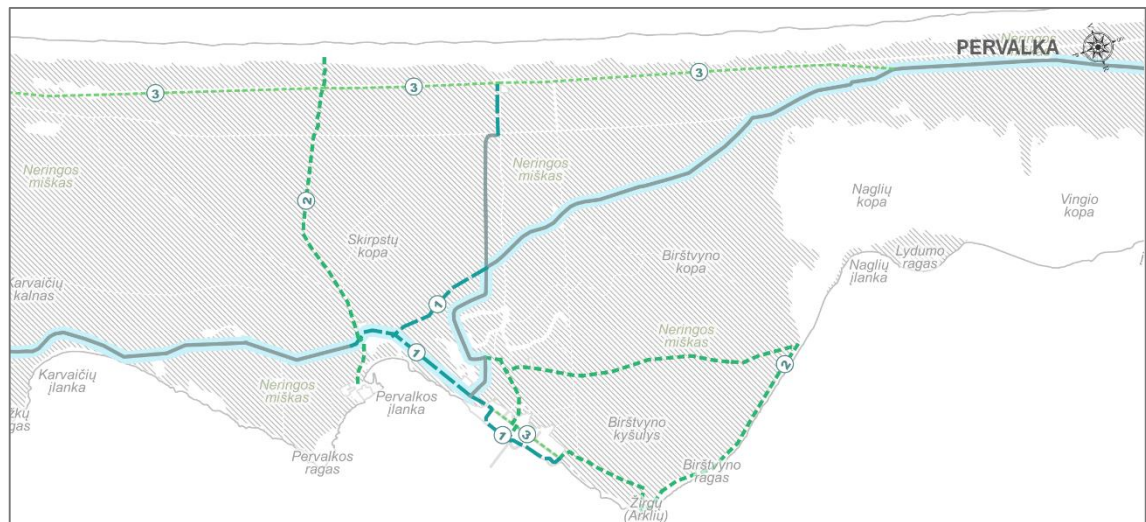 Neringos
PERVALKA
3
3
3
Neringos
miškas
Neringos
miškas
2
Naglių
kopa
Vingio
kopa
Skirpstų
kopa
Birštvyno
kopa
Lydumo
ragas
Naglių
įlanka
Karvaičių
kalnas
1
Neringos
miškas
1
2
Karvaičių
įlanka
Neringos
miškas
Pervalkos
įlanka
gas
1
3
Birštvyno
kyšulys
Pervalkos
ragas
Birštvyno
ragas
Žirgų
(Arklių)